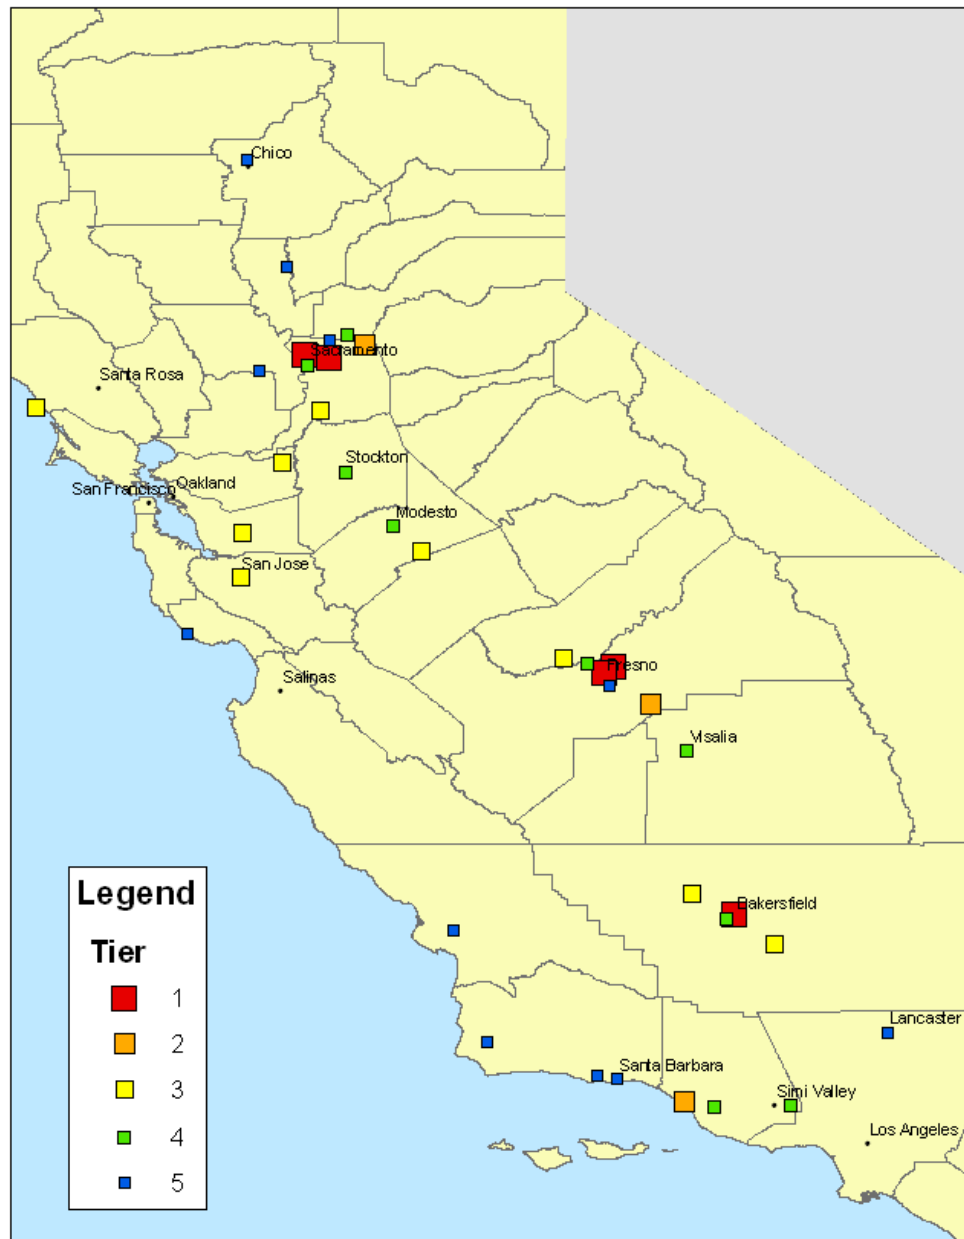 Chico
Sacramento
Santa Rosa
Stockton
Oakland
San Francisco
Modesto
San Jose
Fresno
Salinas
Visalia
Bakersfield
Lancaster
Santa Barbara
Simi Valley
Los Angeles
Legend
Tier
1
2
3
4
5